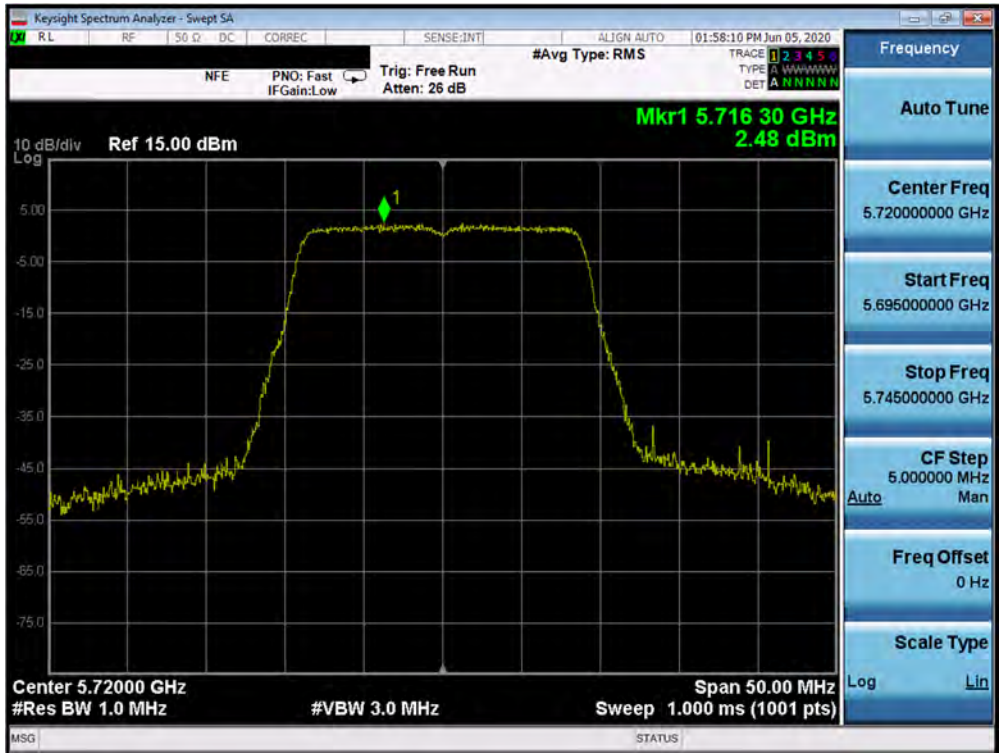 Keysight Spectrum Analyzer - Swept SA
LXI RL RF 50 Ω DC CORREC SENSE:INT ALIGN AUTO 01:58:10 PM Jun 05, 2020
#Avg Type: RMS TRACE 1 2 3 4 5 6
NFE PNO: Fast Trig: Free Run TYPE A WWWWW
IFGain:Low Atten: 26 dB DET A N N N N N
Mkr1 5.716 30 GHz
2.48 dBm
10 dB/div Ref 15.00 dBm
Log
1
5.00
-5.00
-15.0
-25.0
-35.0
-45.0
-55.0
-65.0
-75.0
Center 5.72000 GHz Span 50.00 MHz
#Res BW 1.0 MHz #VBW 3.0 MHz Sweep 1.000 ms (1001 pts)
MSG STATUS
Frequency
Auto Tune
Center Freq
5.720000000 GHz
Start Freq
5.695000000 GHz
Stop Freq
5.745000000 GHz
CF Step
5.000000 MHz
Auto Man
Freq Offset
0 Hz
Scale Type
Log Lin